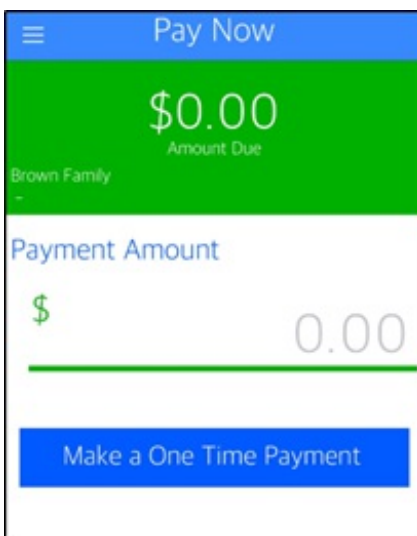 Pay Now
$0.00
Amount Due
Brown Family
-
Payment Amount
$
0.00
Make a One Time Payment